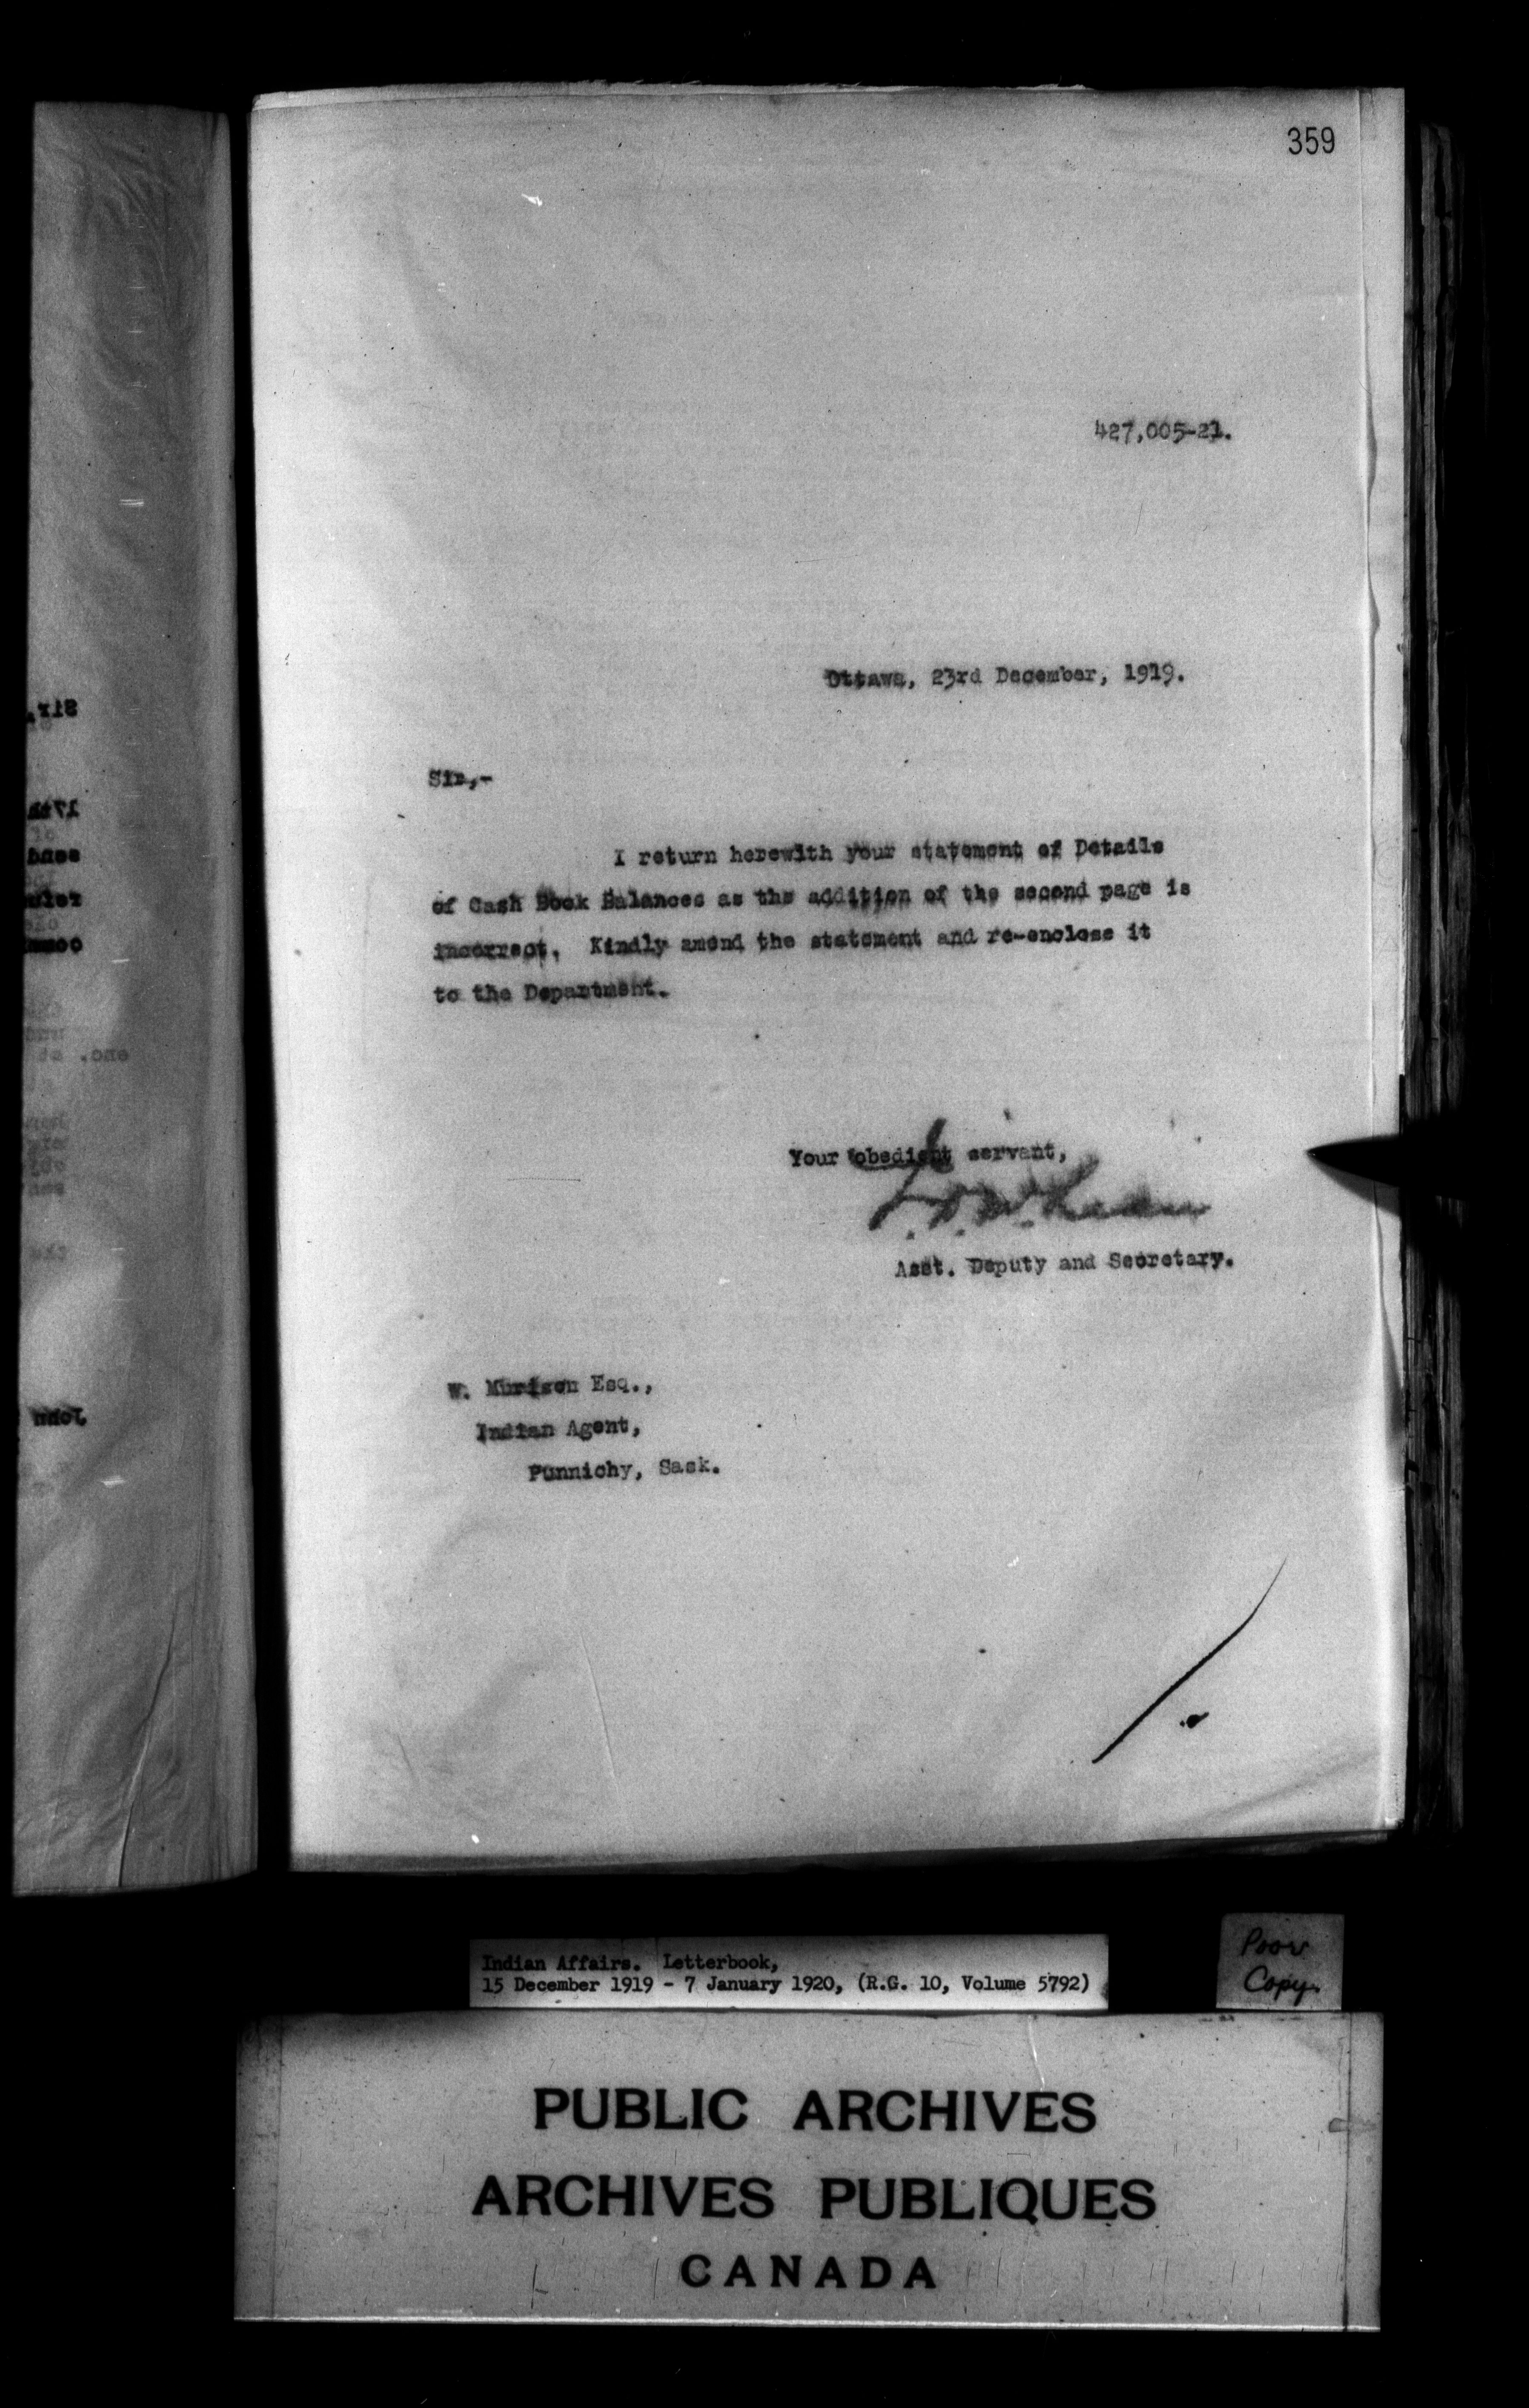 359
427,005-21.
Ottawa, 23rd December, 1919.
Sir,-
I return herewith your statement of Details
of Cash Book Balances as the addition of the second page is
incorrect. Kindly amend the statement and re-enclose it
to the Department.
Your obedient servant,
Asst. Deputy and Secretary.
W. Murison Esq.,
Indian Agent,
Punnichy, Sask.
Indian Affairs. Letterbook,
15 December 1919 - 7 January 1920, (R.G. 10, Volume 5792)
Poor
Copy
PUBLIC ARCHIVES
ARCHIVES PUBLIQUES
CANADA